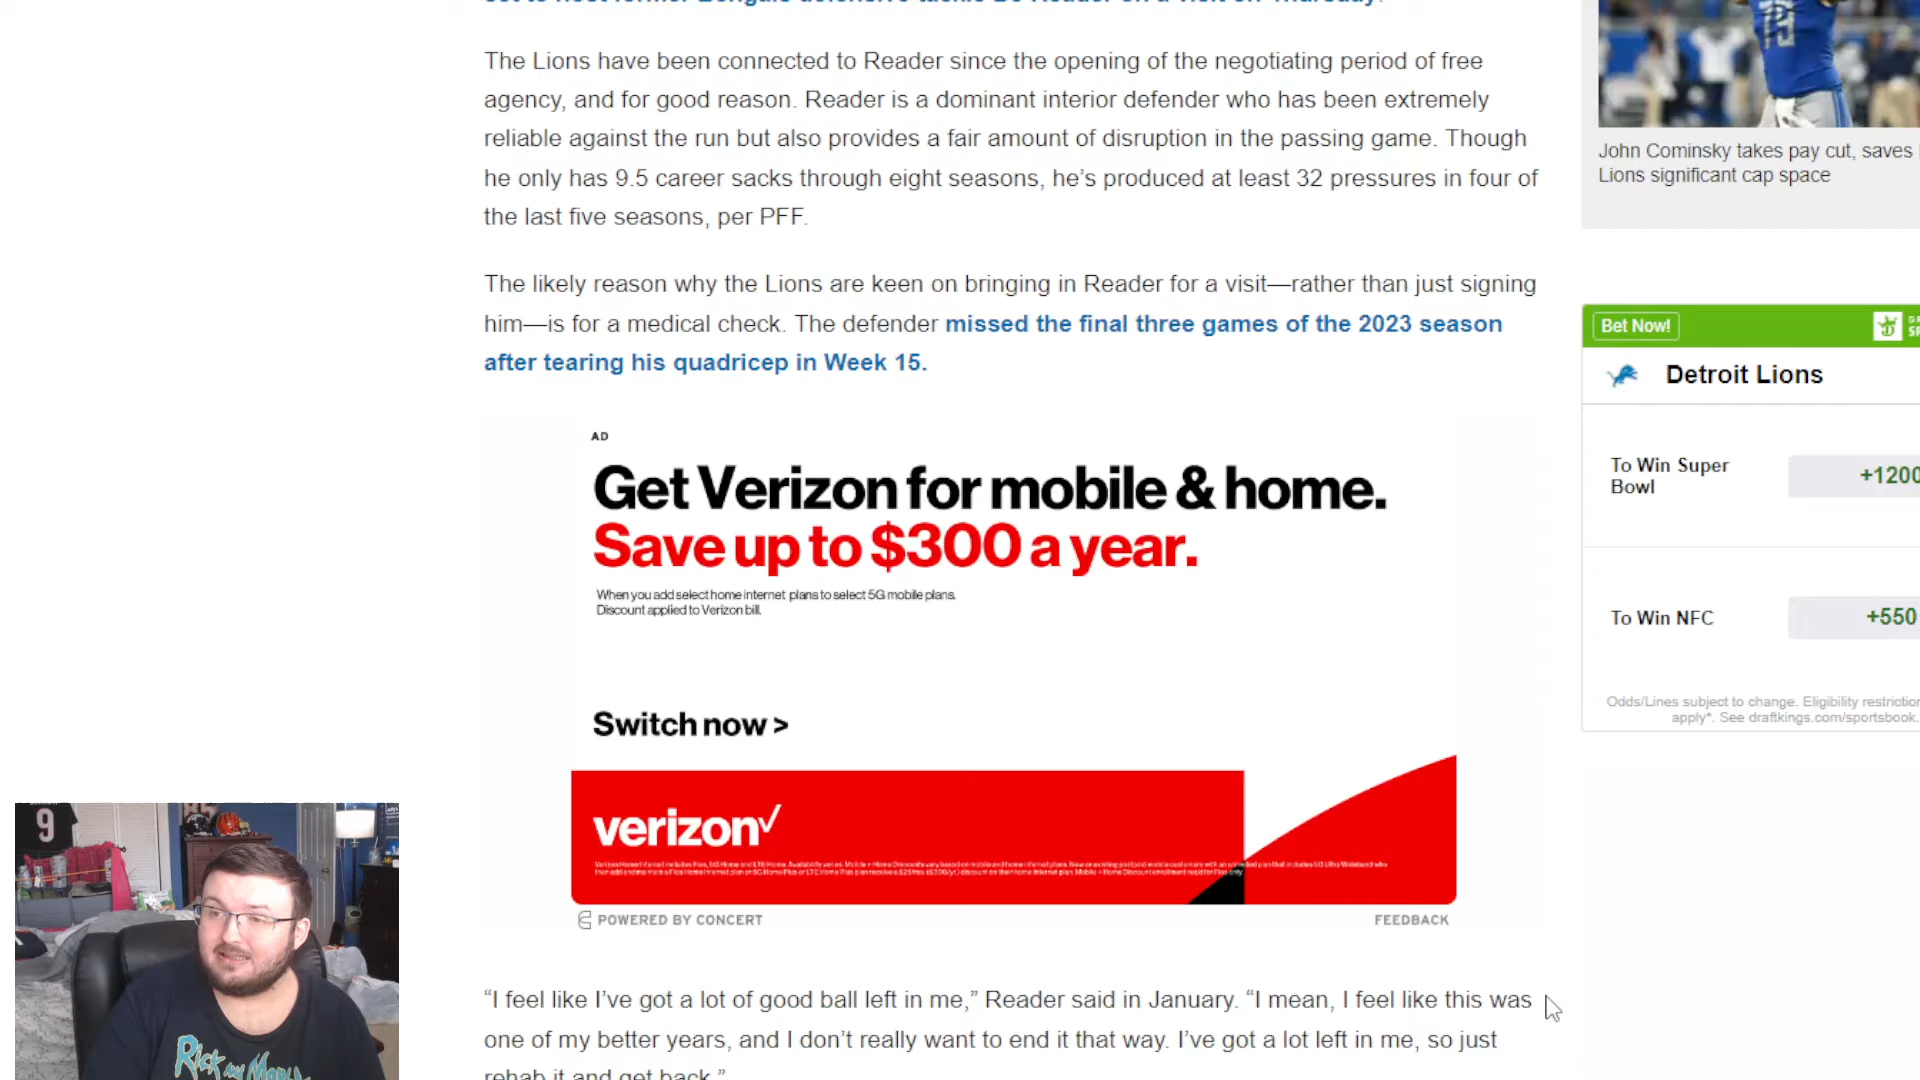 The Lions have been connected to Reader since the opening of the negotiating period of free
agency, and for good reason. Reader is a dominant interior defender who has been extremely
reliable against the run but also provides a fair amount of disruption in the passing game. Though
he only has 9.5 career sacks through eight seasons, he's produced at least 32 pressures in four of
the last five seasons, per PFF.
The likely reason why the Lions are keen on bringing in Reader for a visit—rather than just signing
him—is for a medical check. The defender missed the final three games of the 2023 season
after tearing his quadricep in Week 15.
AD
Get Verizon for mobile & home.
Save up to $300 a year.
When you add select home internet plans to select 5G mobile plans.
Discount applied to Verizon bill.
Switch now >
verizon✓
POWERED BY CONCERT
FEEDBACK
“I feel like I've got a lot of good ball left in me,” Reader said in January. “I mean, I feel like this was
one of my better years, and I don't really want to end it that way. I've got a lot left in me, so just
rehab it and get back.”
79
John Cominsky takes pay cut, saves
Lions significant cap space
Bet Now!
Detroit Lions
To Win Super
Bowl
+1200
To Win NFC
+550
Odds/Lines subject to change. Eligibility
apply*. See draftkings.com/sportsbook.
9
Rick and